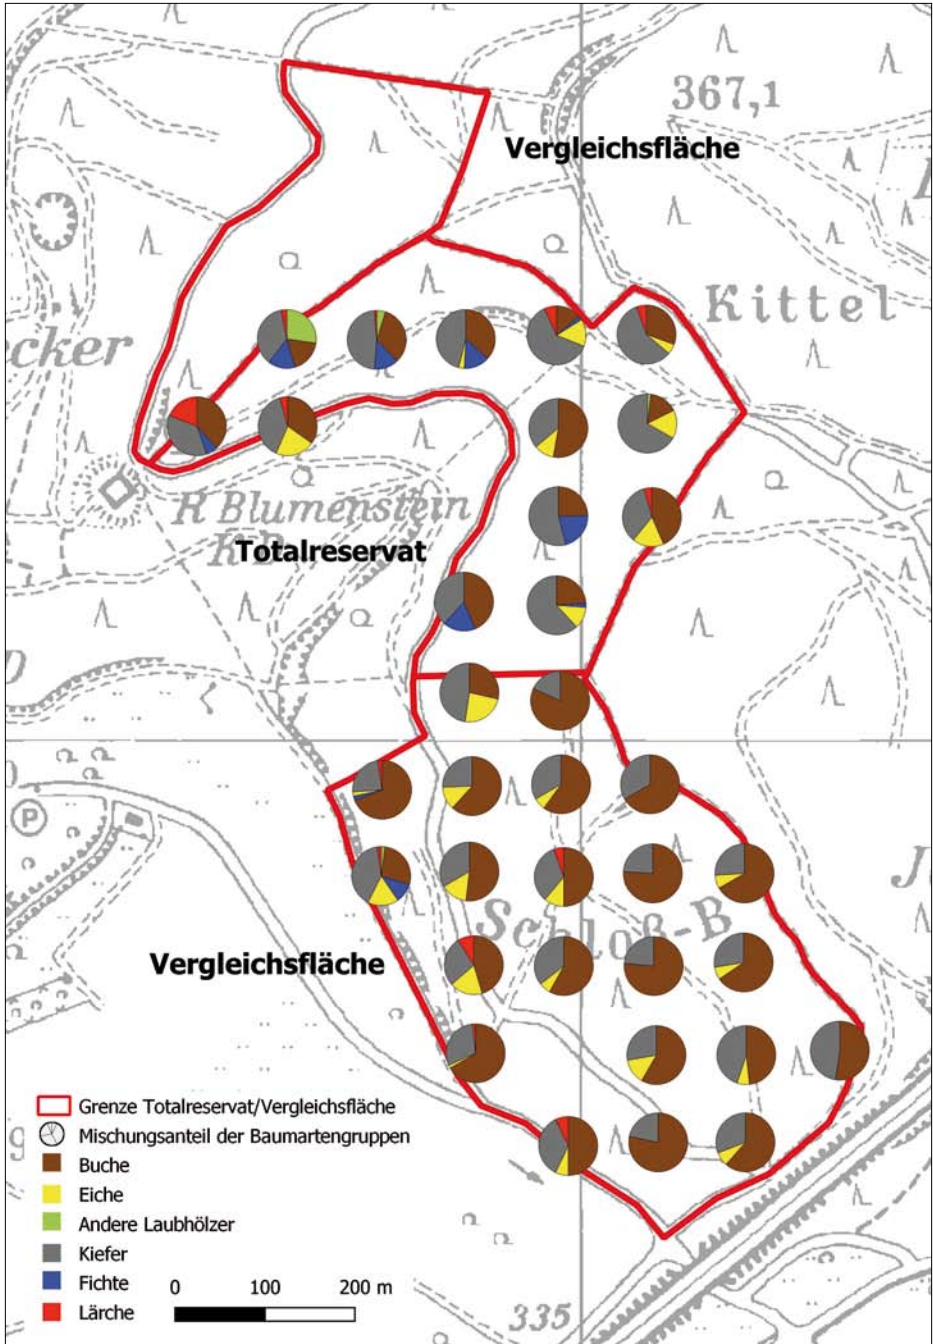 367,1
Vergleichsfläche
Kittel
cker
R Blumenstein
Totalreservat
P
Schloß-B
J
Vergleichsfläche
Grenze Totalreservat/Vergleichsfläche
Mischungsanteil der Baumartengruppen
Buche
Eiche
Andere Laubhölzer
Kiefer
Fichte
Lärche
0 100 200 m
335